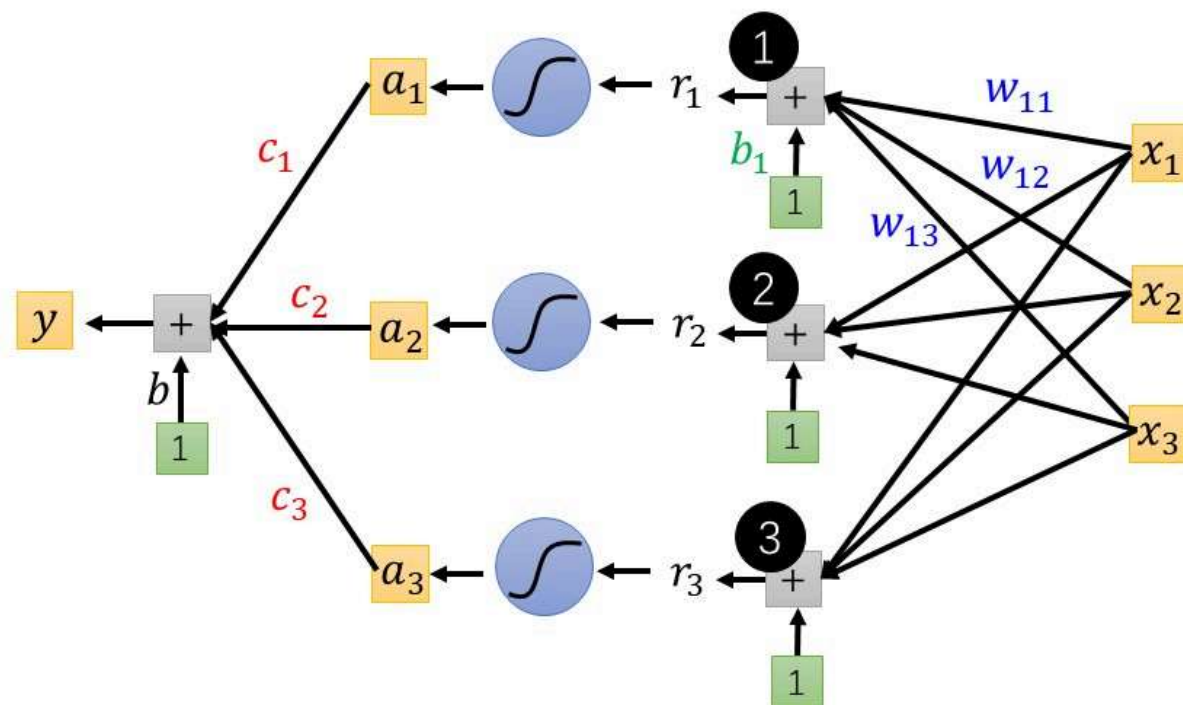 1
a₁
r₁
+
w₁₁
c₁
b₁
x₁
w₁₂
1
w₁₃
2
c₂
x₂
y
+
a₂
r₂
+
b
1
1
x₃
c₃
3
a₃
r₃
+
1